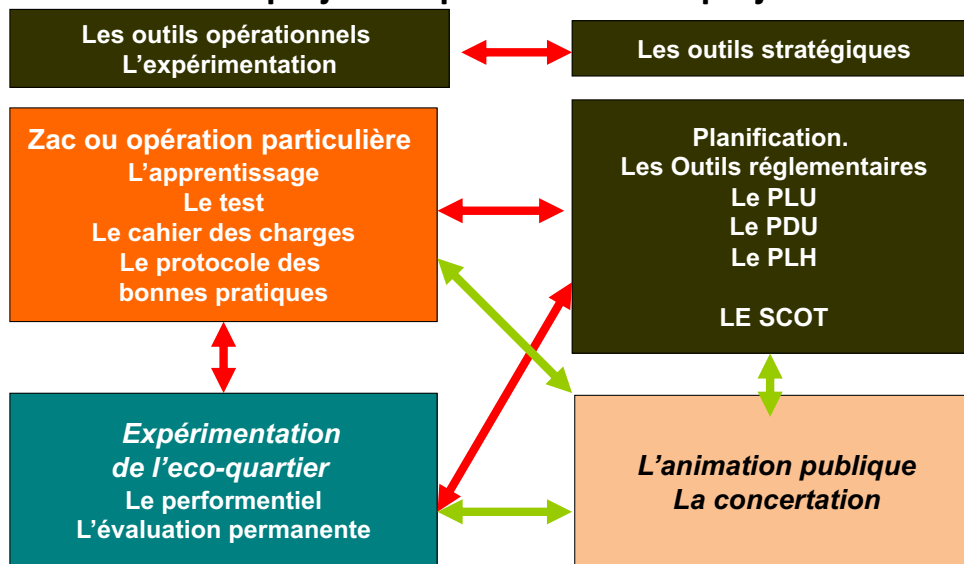 Les outils opérationnels
L'expérimentation
Les outils stratégiques
Zac ou opération particulière
L'apprentissage
Le test
Le cahier des charges
Le protocole des
bonnes pratiques
Planification.
Les Outils réglementaires
Le PLU
Le PDU
Le PLH
LE SCOT
Expérimentation
de l'eco-quartier
Le performentiel
L'évaluation permanente
L'animation publique
La concertation